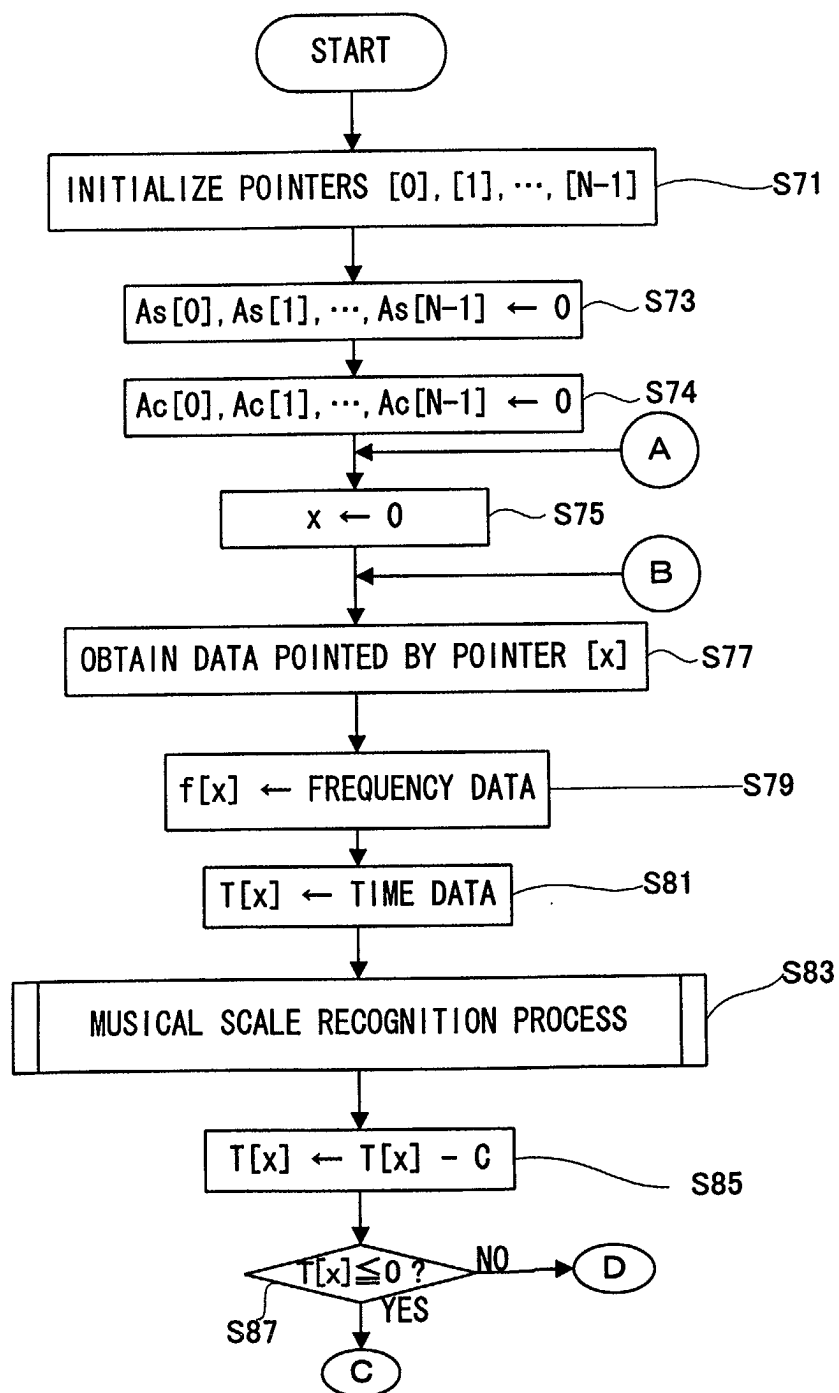 START
INITIALIZE POINTERS [0], [1], ···, [N-1]
S71
As[0], As[1], ···, As[N-1] ← 0
S73
Ac[0], Ac[1], ···, Ac[N-1] ← 0
S74
A
x ← 0
S75
B
OBTAIN DATA POINTED BY POINTER [x]
S77
f[x] ← FREQUENCY DATA
S79
T[x] ← TIME DATA
S81
MUSICAL SCALE RECOGNITION PROCESS
S83
T[x] ← T[x] - C
S85
T[x]≦0 ?
NO
D
S87
YES
C